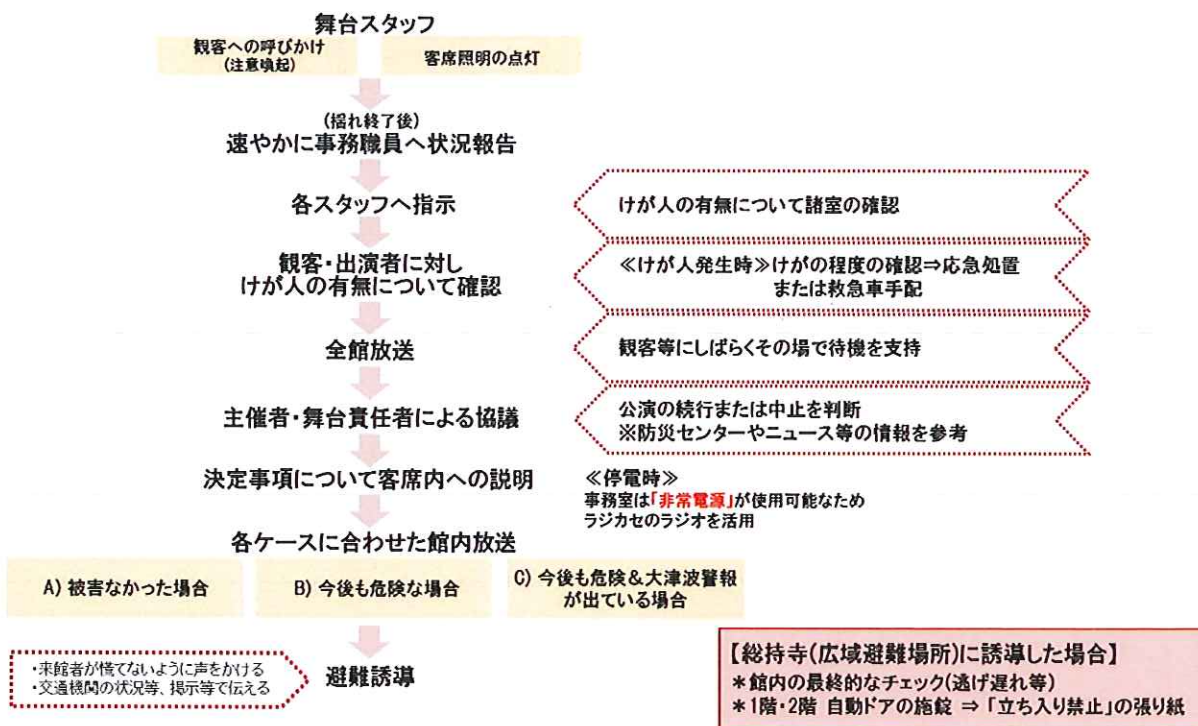 舞台スタッフ
観客への呼びかけ
(注意喚起)
客席照明の点灯
(揺れ終了後)
速やかに事務職員へ状況報告
各スタッフへ指示
けが人の有無について諸室の確認
観客・出演者に対し
けが人の有無について確認
≪けが人発生時≫けがの程度の確認⇒応急処置
または救急車手配
全館放送
観客等にしばらくその場で待機を支持
主催者・舞台責任者による協議
公演の続行または中止を判断
※防災センターやニュース等の情報を参考
決定事項について客席内への説明
≪停電時≫
事務室は「非常電源」が使用可能なため
ラジカセのラジオを活用
各ケースに合わせた館内放送
A) 被害なかった場合
B) 今後も危険な場合
C) 今後も危険&大津波警報
が出ている場合
・来館者が慌てないように声をかける
・交通機関の状況等、掲示等で伝える
避難誘導
【総持寺(広域避難場所)に誘導した場合】
＊館内の最終的なチェック(逃げ遅れ等)
＊1階・2階 自動ドアの施錠 ⇒ 「立ち入り禁止」の張り紙